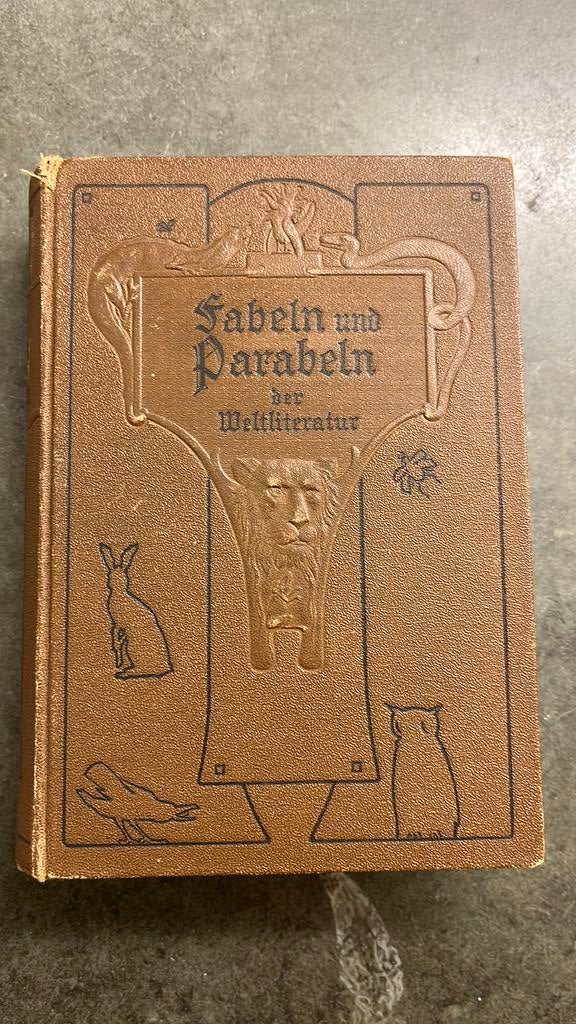 Fabeln und
Parabeln
der
Weltliteratur